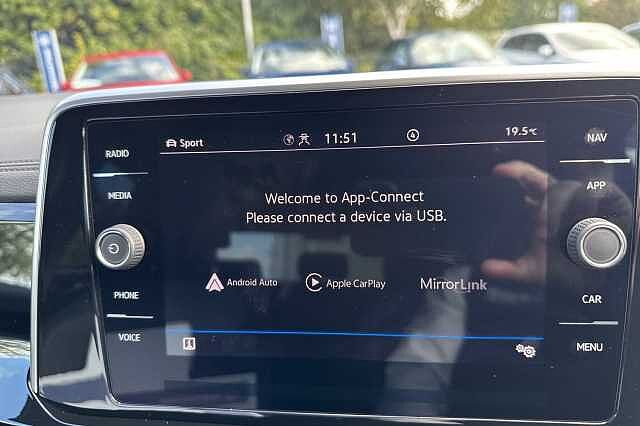 Sport
11:51
4
19.5°C
RADIO
MEDIA
PHONE
VOICE
NAV
APP
CAR
MENU
Welcome to App-Connect
Please connect a device via USB.
Android Auto
Apple CarPlay
MirrorLink